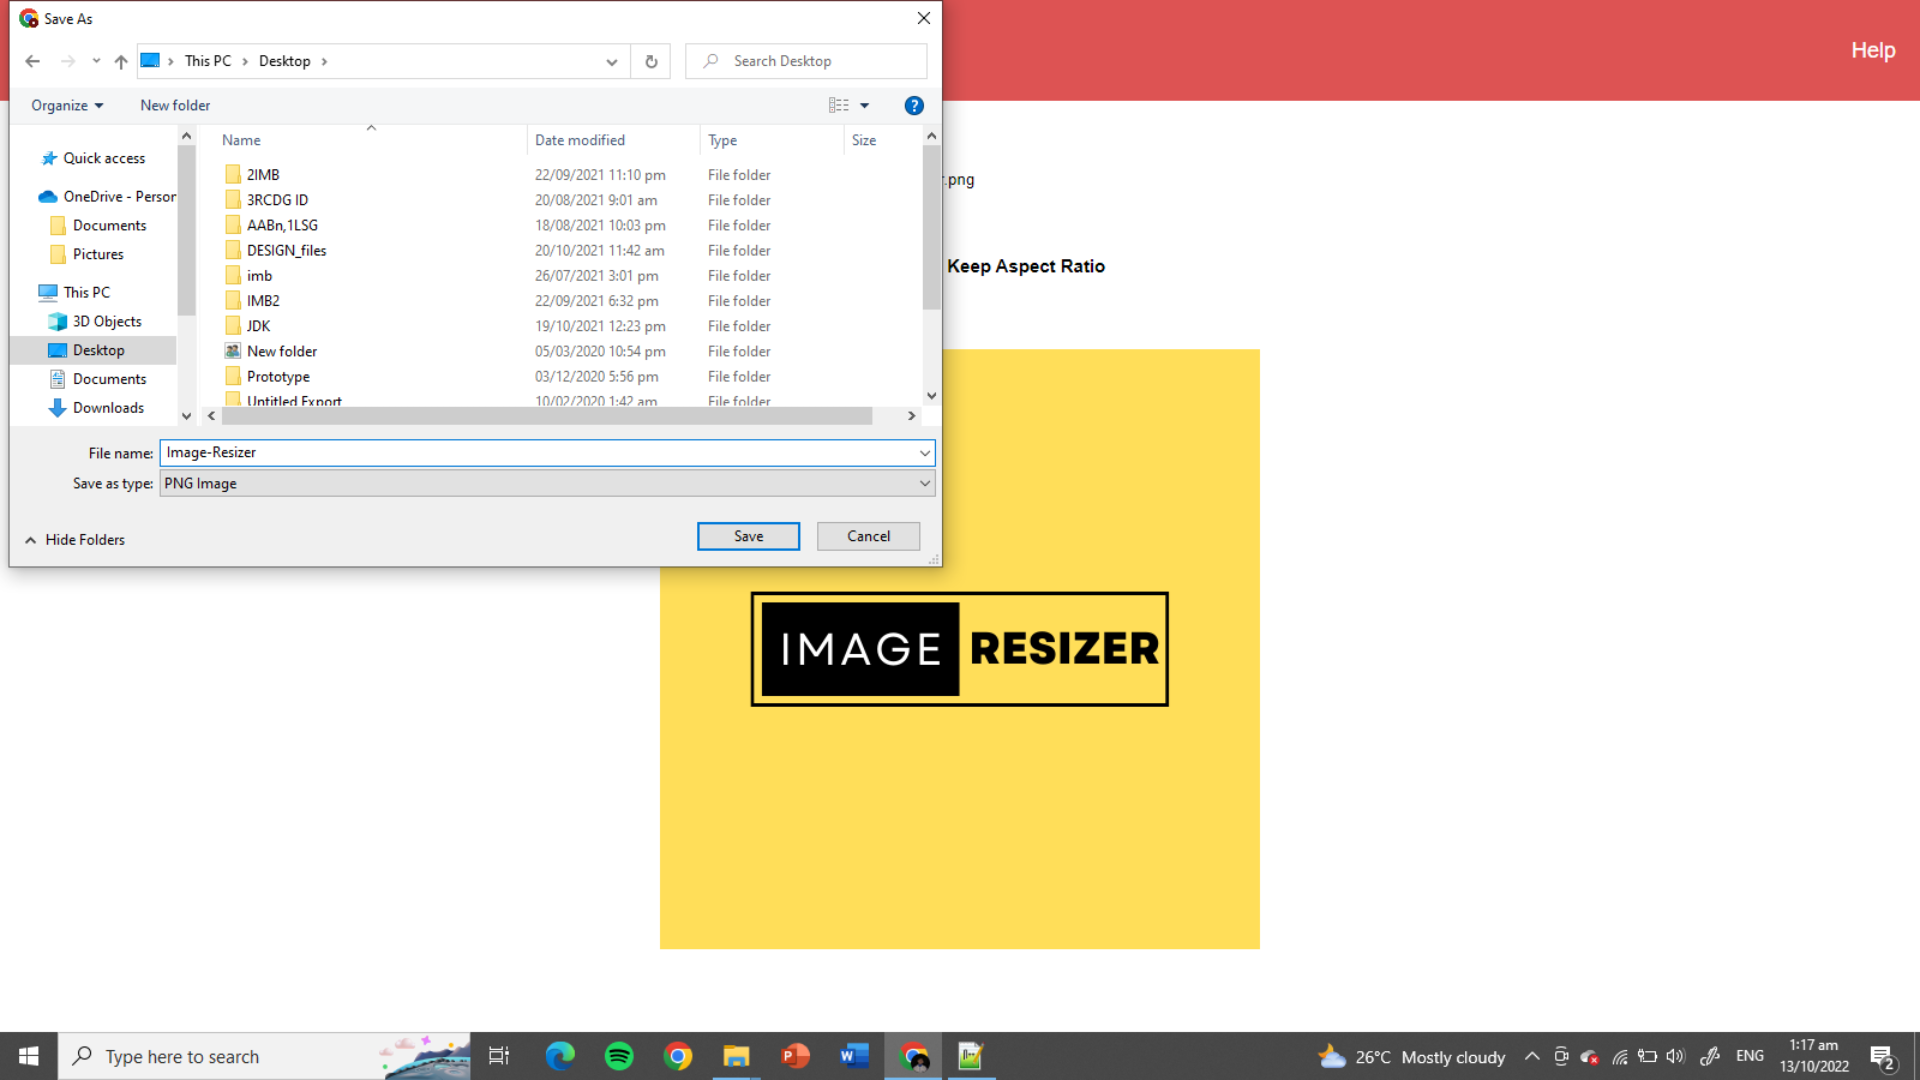 Save As
Help
This PC
Desktop
Search Desktop
Organize
New folder
Name
Date modified
Type
Size
Quick access
OneDrive - Person
Documents
Pictures
This PC
3D Objects
Desktop
Documents
Downloads
2IMB 22/09/2021 11:10 pm File folder
3RCDG ID 20/08/2021 9:01 am File folder
AABn,1LSG 18/08/2021 10:03 pm File folder
DESIGN_files 20/10/2021 11:42 am File folder
imb 26/07/2021 3:01 pm File folder
IMB2 22/09/2021 6:32 pm File folder
JDK 19/10/2021 12:23 pm File folder
New folder 05/03/2020 10:54 pm File folder
Prototype 03/12/2020 5:56 pm File folder
Untitled Export 10/02/2020 1:42 am File folder
File name: Image-Resizer
Save as type: PNG Image
Hide Folders
Save
Cancel
.png
Keep Aspect Ratio
IMAGE RESIZER
Type here to search
26°C Mostly cloudy
ENG
1:17 am
13/10/2022
2